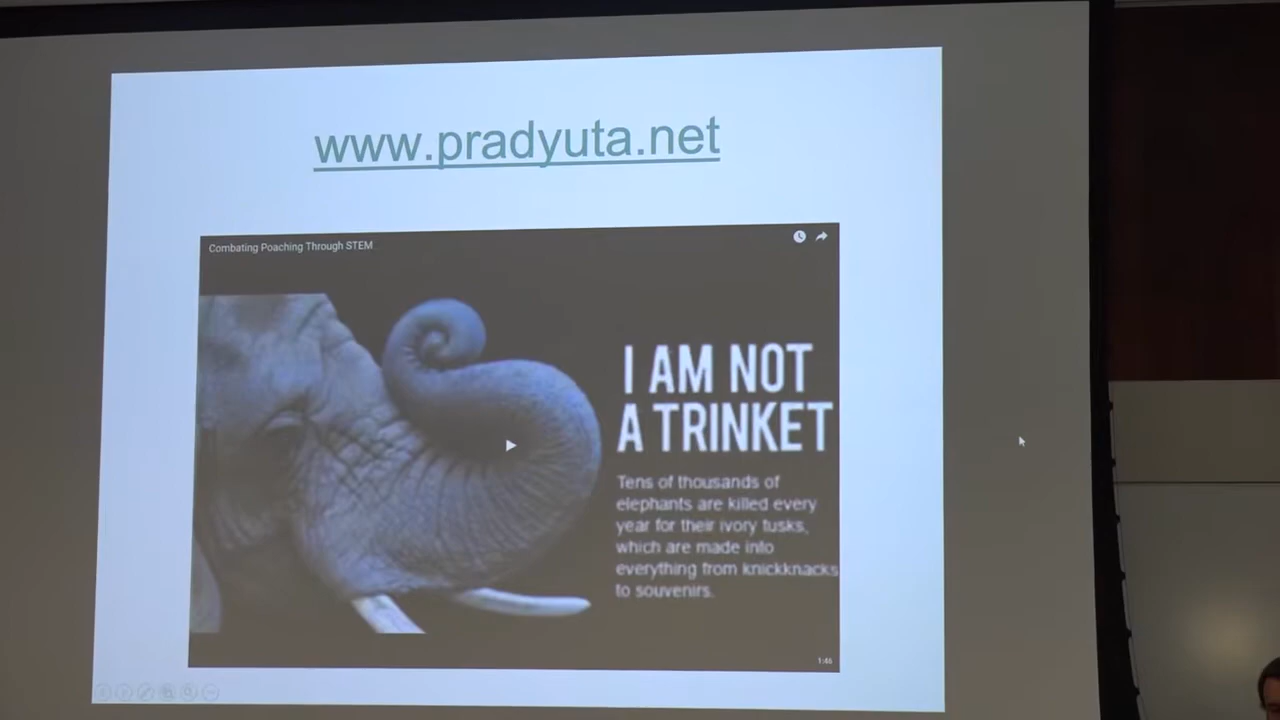 www.pradyuta.net
Combating Poaching Through STEM
I AM NOT
A TRINKET
Tens of thousands of
elephants are killed every
year for their ivory tusks,
which are made into
everything from knickknacks
to souvenirs.
1:46